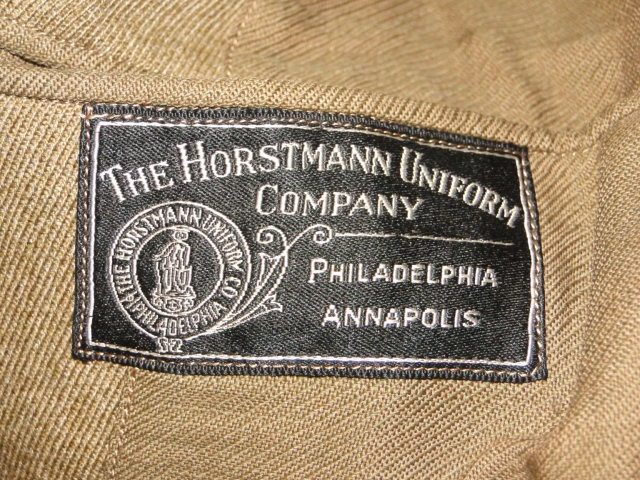 THE HORSTMANN UNIFORM
COMPANY
THE HORSTMANN UNIFORM CO.
PHILADELPHIA
PHILADELPHIA
ANNAPOLIS